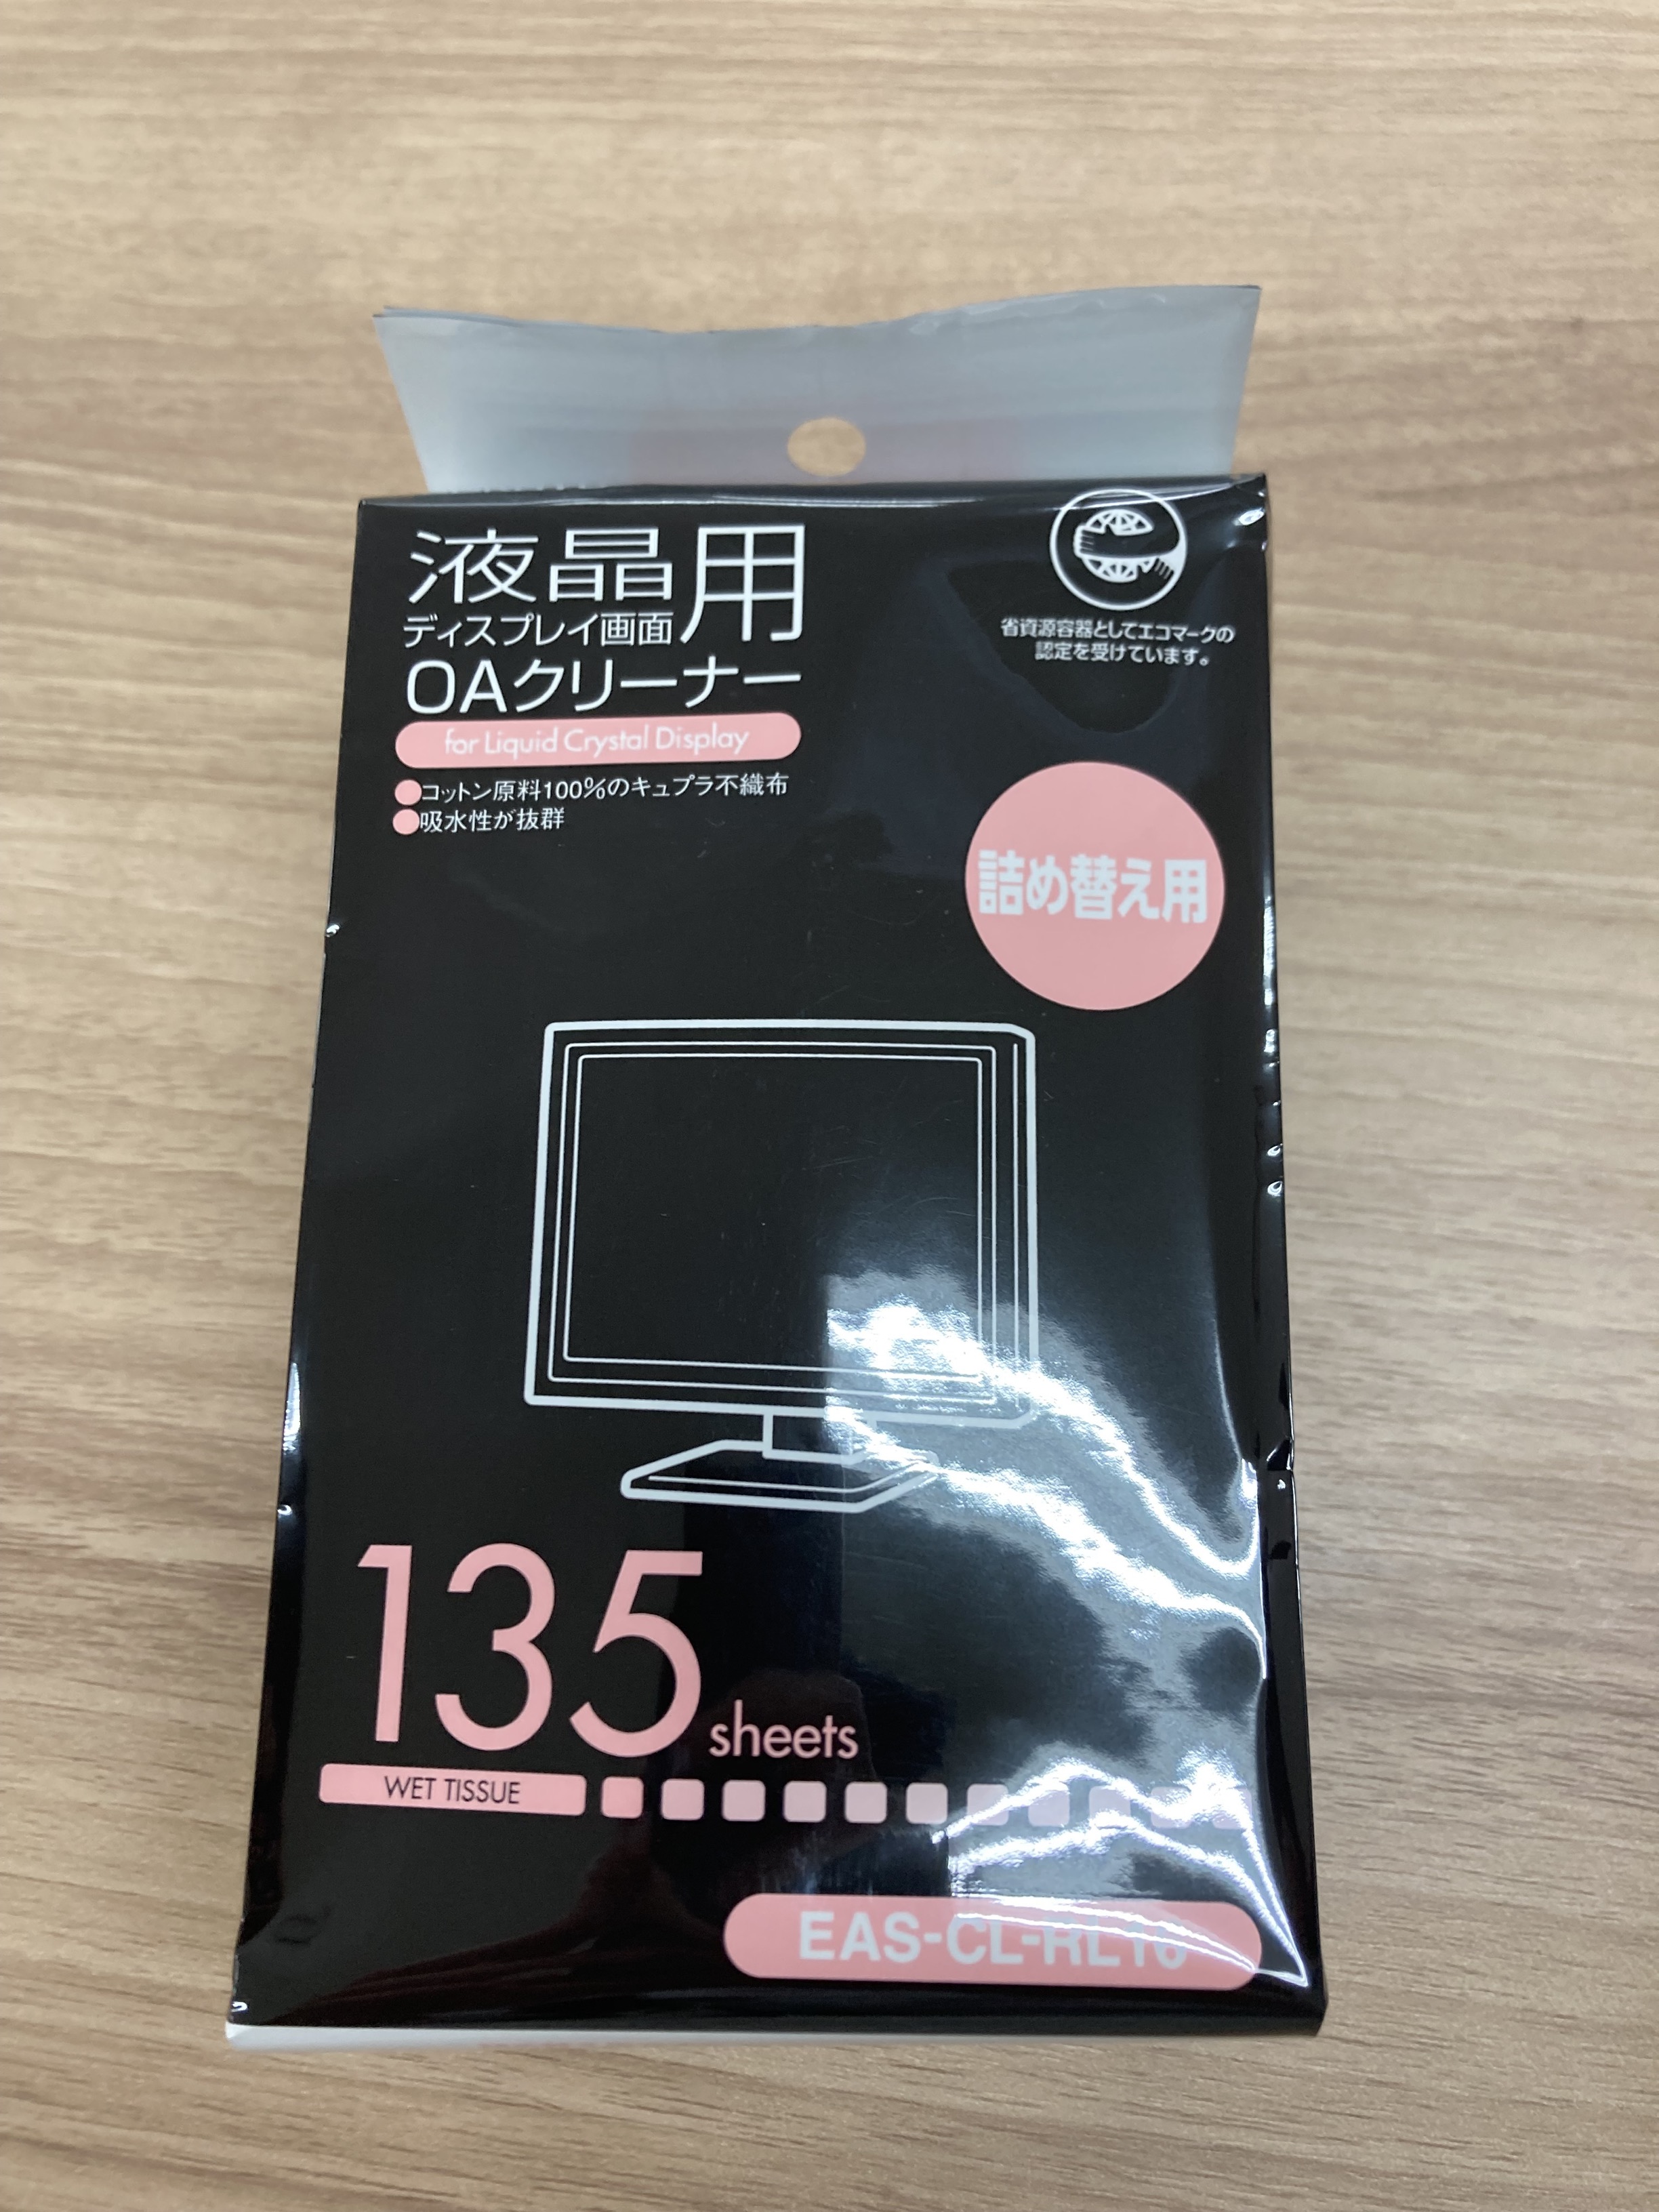 液晶用
ディスプレイ画面
OAクリーナー
for Liquid Crystal Display
●コットン原料100%のキュプラ不織布
●吸水性が抜群
省資源容器としてエコマークの
認定を受けています。
詰め替え用
135 sheets
WET TISSUE
EAS-CL-RL16